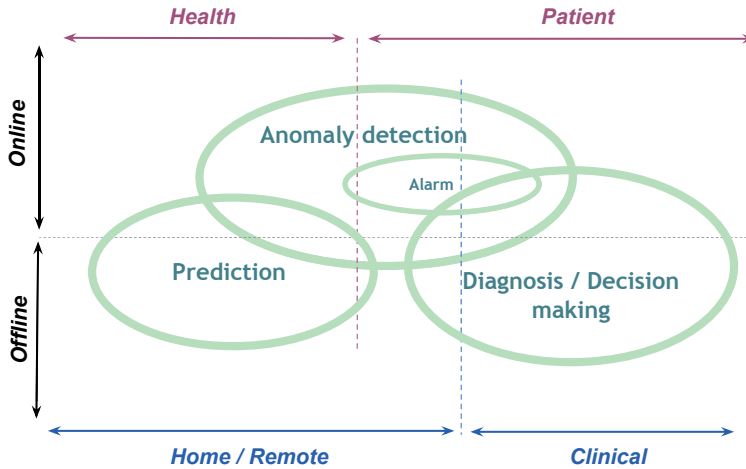 Health
Patient
Online
Anomaly detection
Alarm
Prediction
Diagnosis / Decision
making
Offline
Home / Remote
Clinical